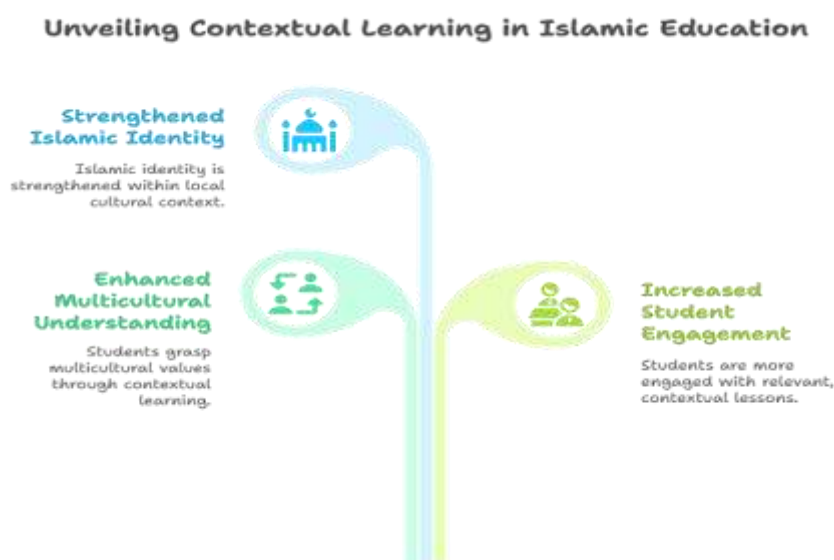 Unveiling Contextual Learning in Islamic Education
Strengthened
Islamic Identity
Islamic identity is
strengthened within local
cultural context.
Enhanced
Multicultural
Understanding
Students grasp
multicultural values
through contextual
learning.
Increased
Student
Engagement
Students are more
engaged with relevant,
contextual lessons.